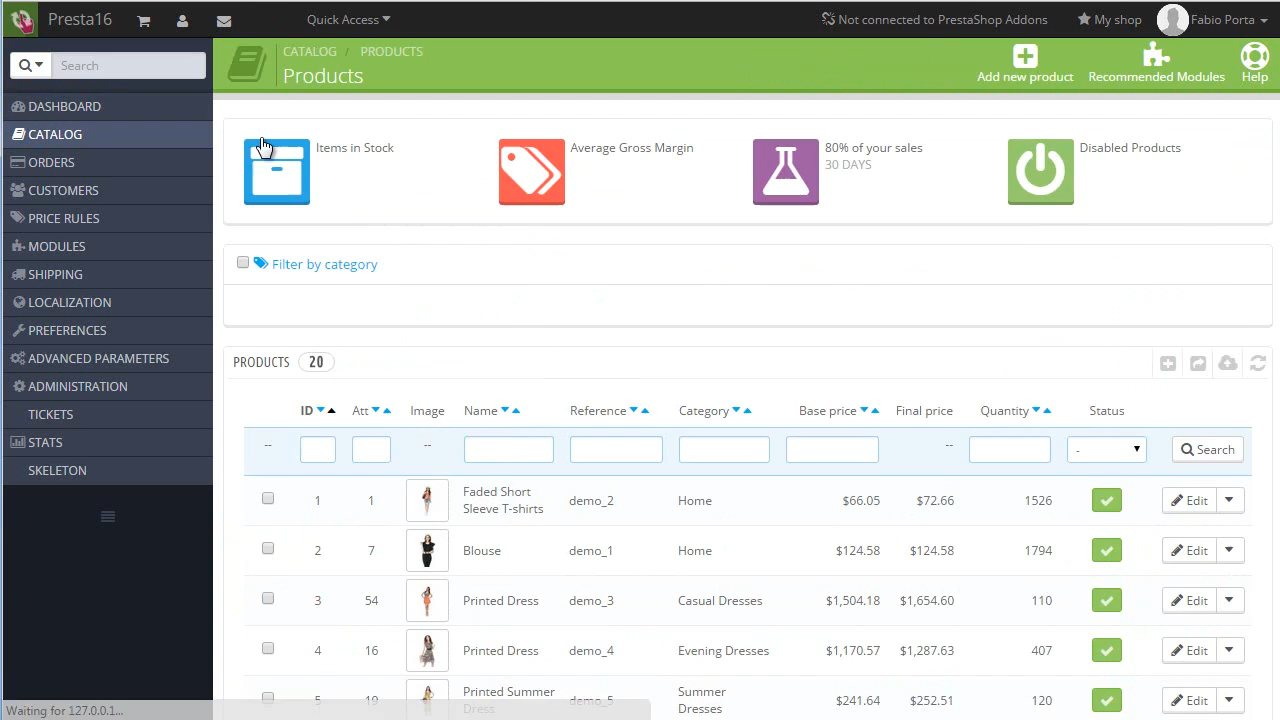 Presta16
Quick Access
Not connected to PrestaShop Addons
My shop
Fabio Porta
Search
CATALOG / PRODUCTS
Products
Add new product
Recommended Modules
Help
DASHBOARD
CATALOG
ORDERS
CUSTOMERS
PRICE RULES
MODULES
SHIPPING
LOCALIZATION
PREFERENCES
ADVANCED PARAMETERS
ADMINISTRATION
TICKETS
STATS
SKELETON
Items in Stock
Average Gross Margin
80% of your sales
30 DAYS
Disabled Products
Filter by category
PRODUCTS 20
ID Att Image Name Reference Category Base price Final price Quantity Status
-- -- -- - Search
1 1 Faded Short Sleeve T-shirts demo_2 Home $66.05 $72.66 1526 Edit
2 7 Blouse demo_1 Home $124.58 $124.58 1794 Edit
3 54 Printed Dress demo_3 Casual Dresses $1,504.18 $1,654.60 110 Edit
4 16 Printed Dress demo_4 Evening Dresses $1,170.57 $1,287.63 407 Edit
5 19 Printed Summer Dress demo_5 Summer Dresses $241.64 $252.51 120 Edit
Waiting for 127.0.0.1...